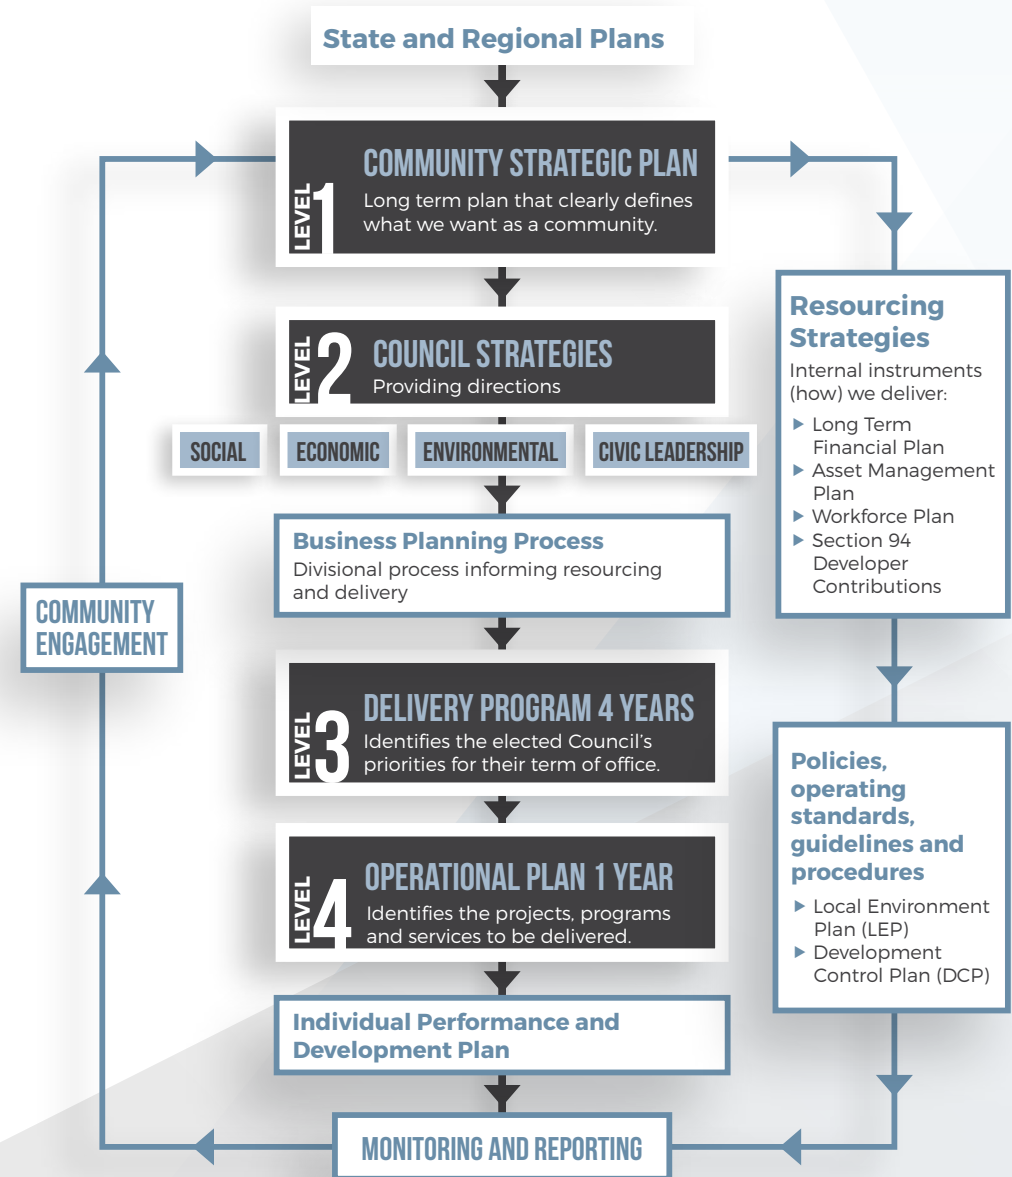 State and Regional Plans
LEVEL 1
COMMUNITY STRATEGIC PLAN
Long term plan that clearly defines
what we want as a community.
LEVEL 2
COUNCIL STRATEGIES
Providing directions
SOCIAL
ECONOMIC
ENVIRONMENTAL
CIVIC LEADERSHIP
Business Planning Process
Divisional process informing resourcing
and delivery
LEVEL 3
DELIVERY PROGRAM 4 YEARS
Identifies the elected Council’s
priorities for their term of office.
LEVEL 4
OPERATIONAL PLAN 1 YEAR
Identifies the projects, programs
and services to be delivered.
Individual Performance and
Development Plan
MONITORING AND REPORTING
COMMUNITY
ENGAGEMENT
Resourcing
Strategies
Internal instruments
(how) we deliver:
Long Term
Financial Plan
Asset Management
Plan
Workforce Plan
Section 94
Developer
Contributions
Policies,
operating
standards,
guidelines and
procedures
Local Environment
Plan (LEP)
Development
Control Plan (DCP)